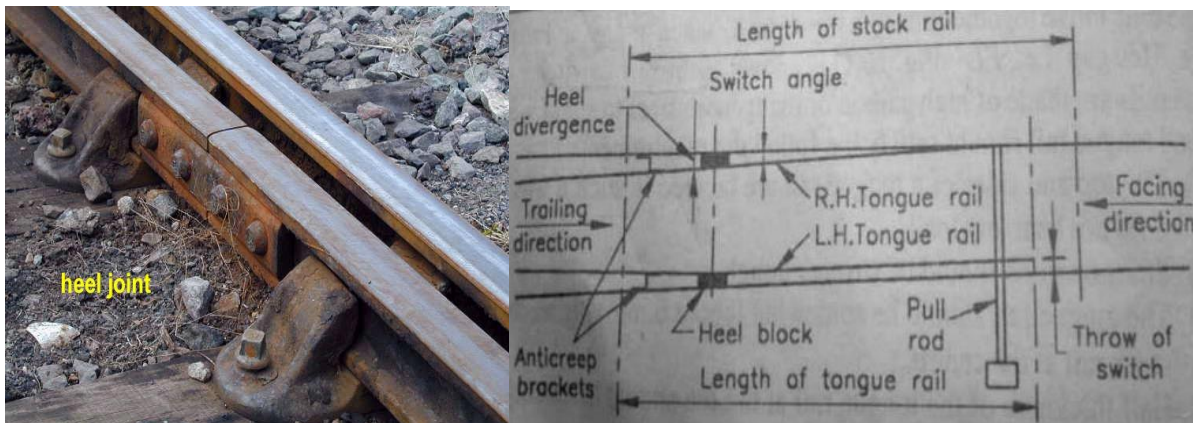 heel joint
Length of stock rail
Switch angle
Heel
divergence
R.H.Tongue rail
L.H.Tongue rail
Trailing
direction
Facing
direction
Anticreep
brackets
Heel block
Pull
rod
Throw of
switch
Length of tongue rail